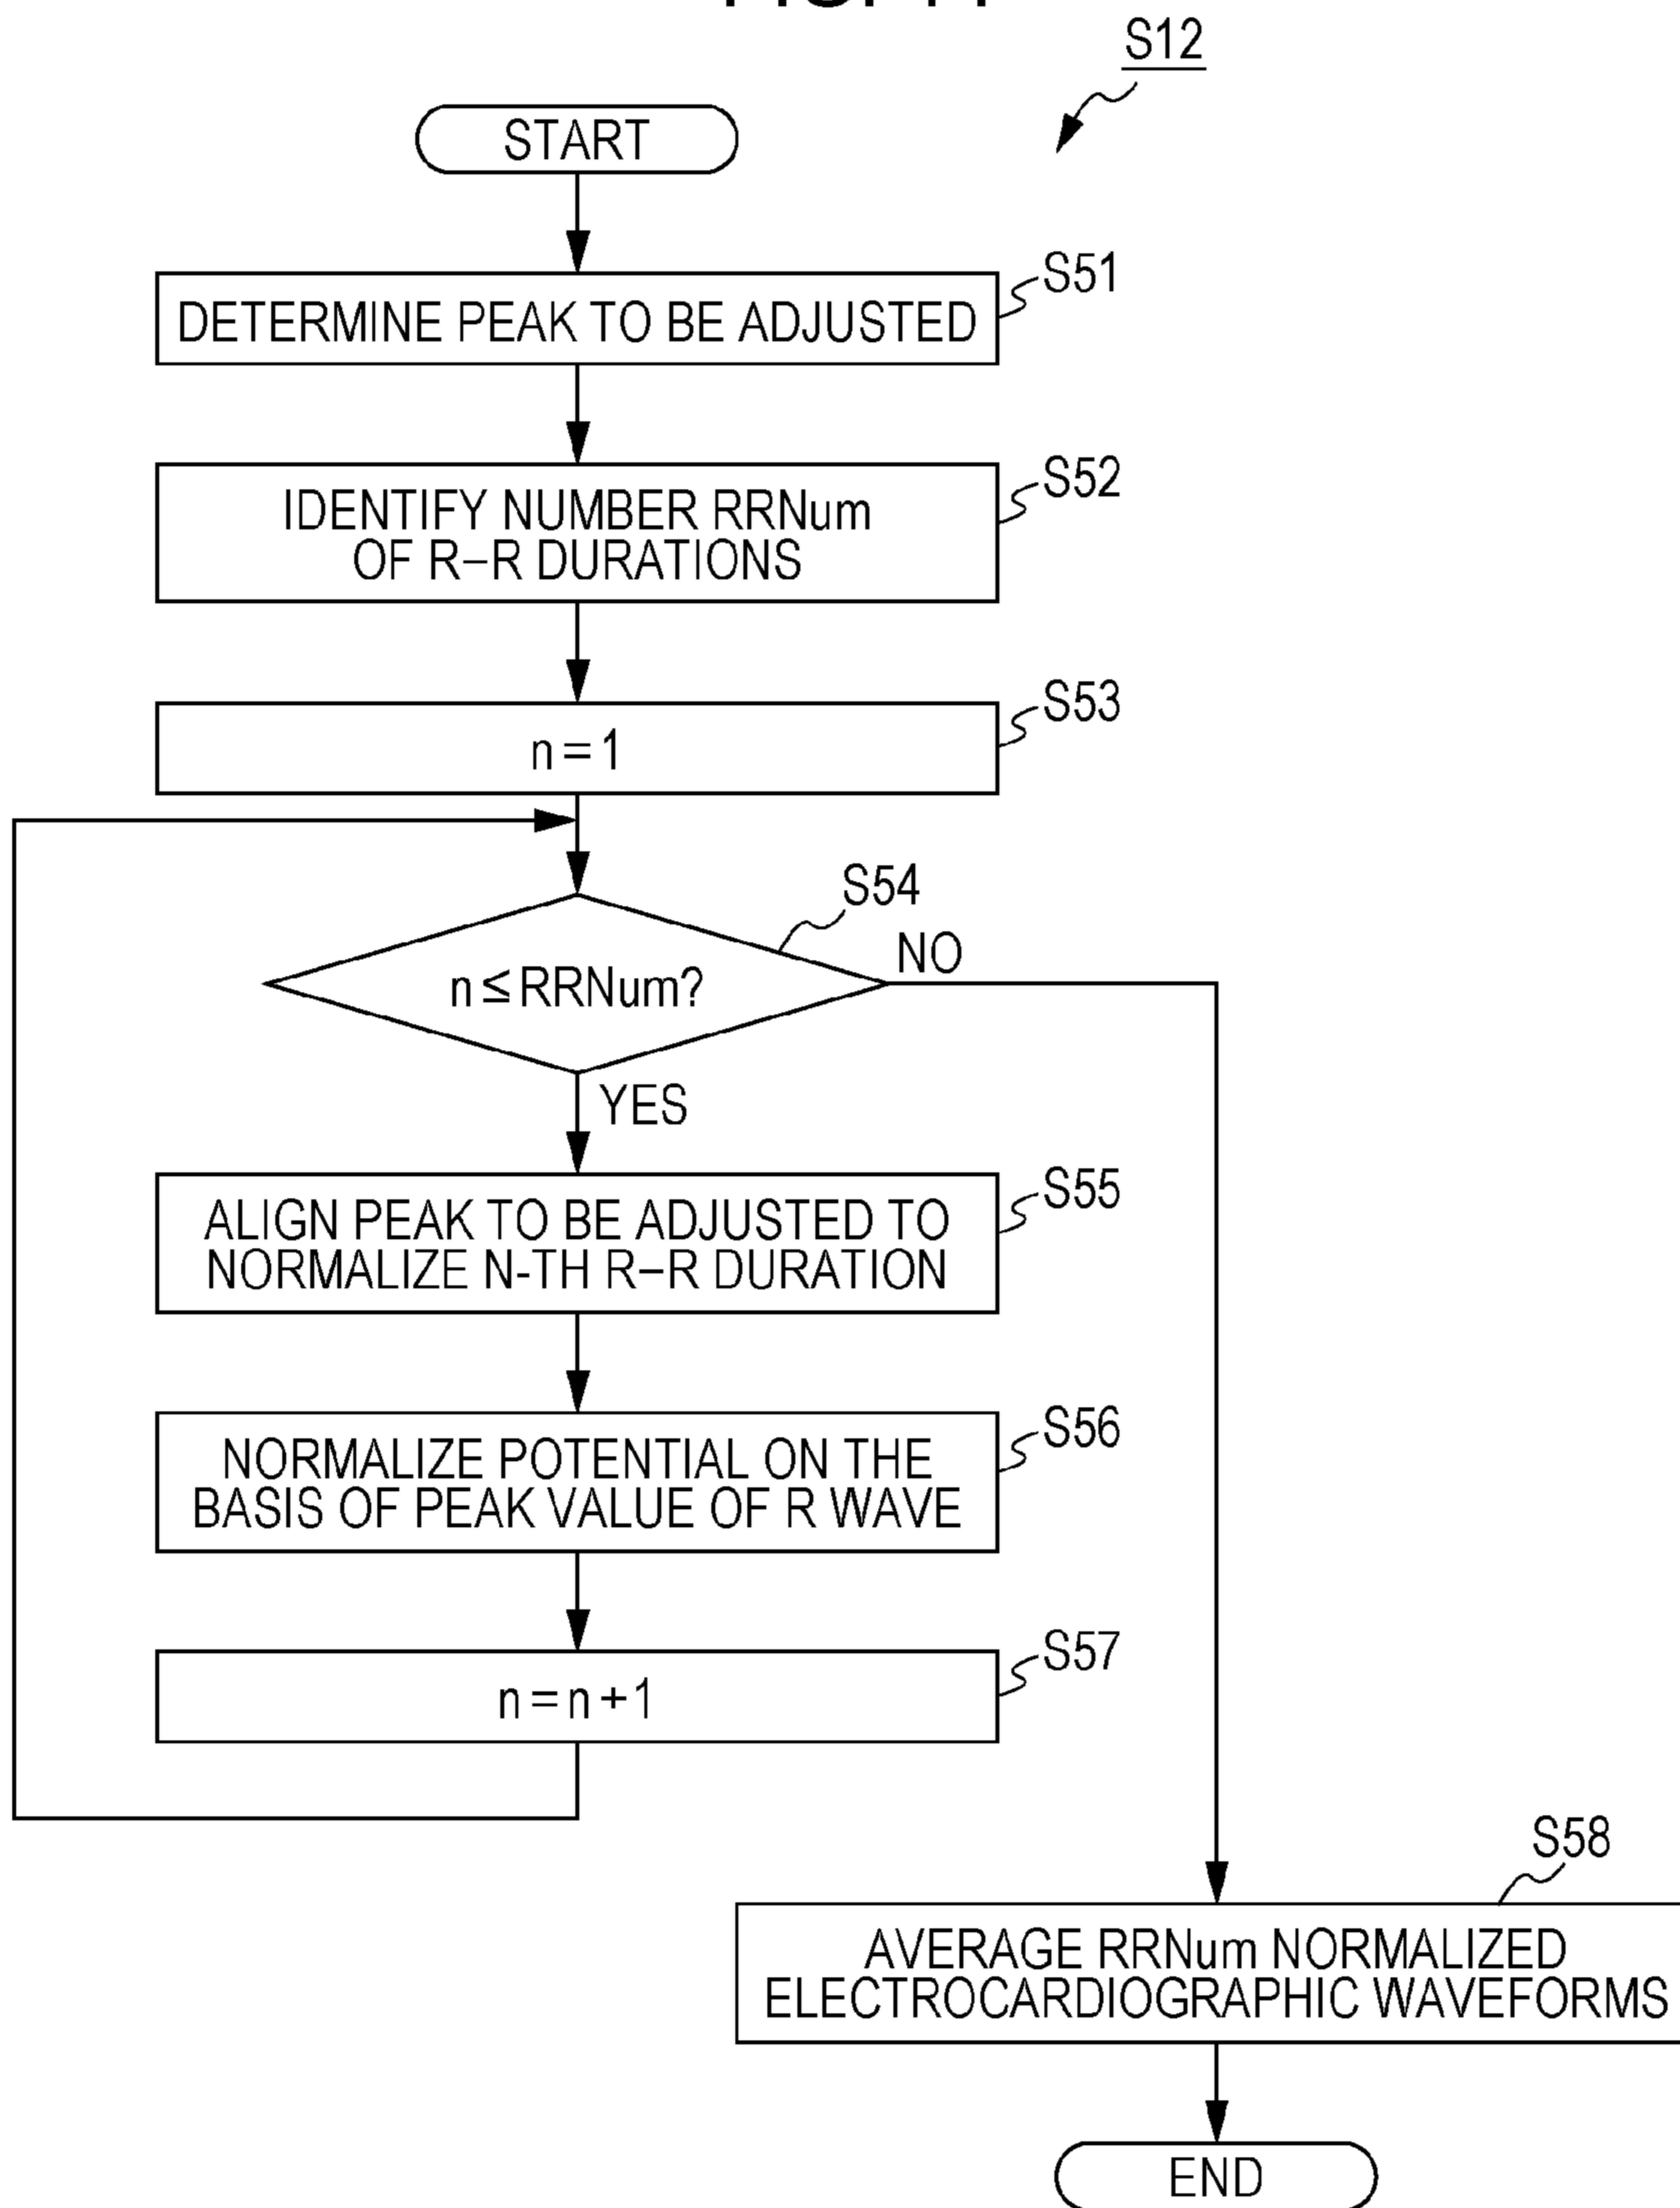 S12
START
S51
DETERMINE PEAK TO BE ADJUSTED
S52
IDENTIFY NUMBER RRNum
OF R–R DURATIONS
S53
n=1
S54
n≤RRNum?
NO
YES
S55
ALIGN PEAK TO BE ADJUSTED TO
NORMALIZE N-TH R–R DURATION
S56
NORMALIZE POTENTIAL ON THE
BASIS OF PEAK VALUE OF R WAVE
S57
n=n+1
S58
AVERAGE RRNum NORMALIZED
ELECTROCARDIOGRAPHIC WAVEFORMS
END